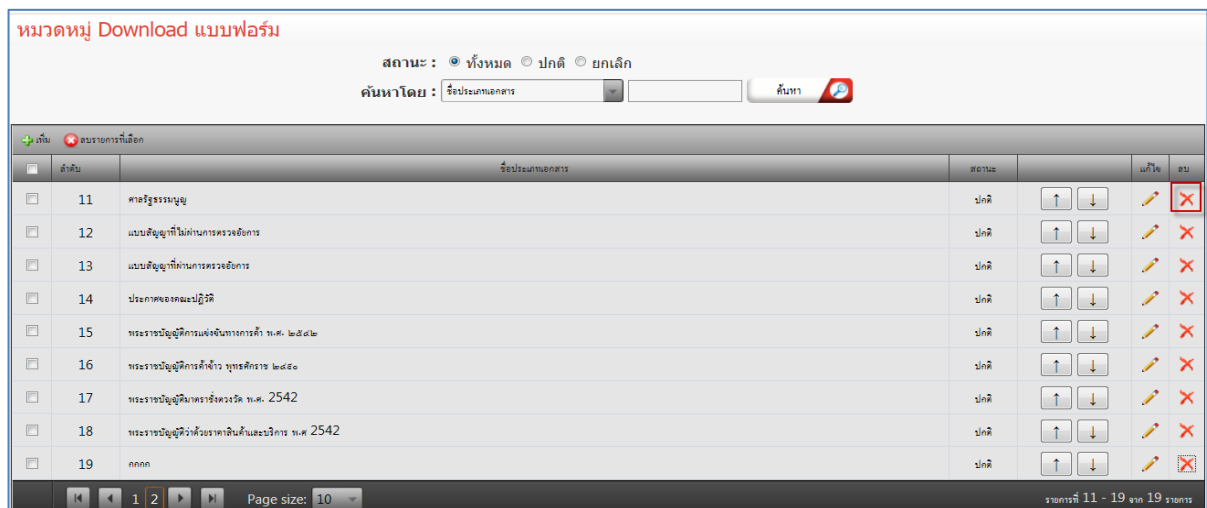 หมวดหมู่ Download แบบฟอร์ม
สถานะ : ทั้งหมด ปกติ ยกเลิก
ค้นหาโดย : ชื่อประเภทเอกสาร ค้นหา
เพิ่ม ลบรายการที่เลือก
ลำดับ ชื่อประเภทเอกสาร สถานะ แก้ไข ลบ
11 ศาลรัฐธรรมนูญ ปกติ ↑ ↓
12 แบบสัญญาที่ไม่ผ่านการตรวจอัยการ ปกติ ↑ ↓
13 แบบสัญญาที่ผ่านการตรวจอัยการ ปกติ ↑ ↓
14 ประกาศของคณะปฏิวัติ ปกติ ↑ ↓
15 พระราชบัญญัติการแข่งขันทางการค้า พ.ศ. ๒๕๔๒ ปกติ ↑ ↓
16 พระราชบัญญัติการค้าข้าว พุทธศักราช ๒๔๘๐ ปกติ ↑ ↓
17 พระราชบัญญัติมาตราชั่งตวงวัด พ.ศ. 2542 ปกติ ↑ ↓
18 พระราชบัญญัติว่าด้วยราคาสินค้าและบริการ พ.ศ 2542 ปกติ ↑ ↓
19 กกกก ปกติ ↑ ↓
1 2 Page size: 10 รายการที่ 11 - 19 จาก 19 รายการ